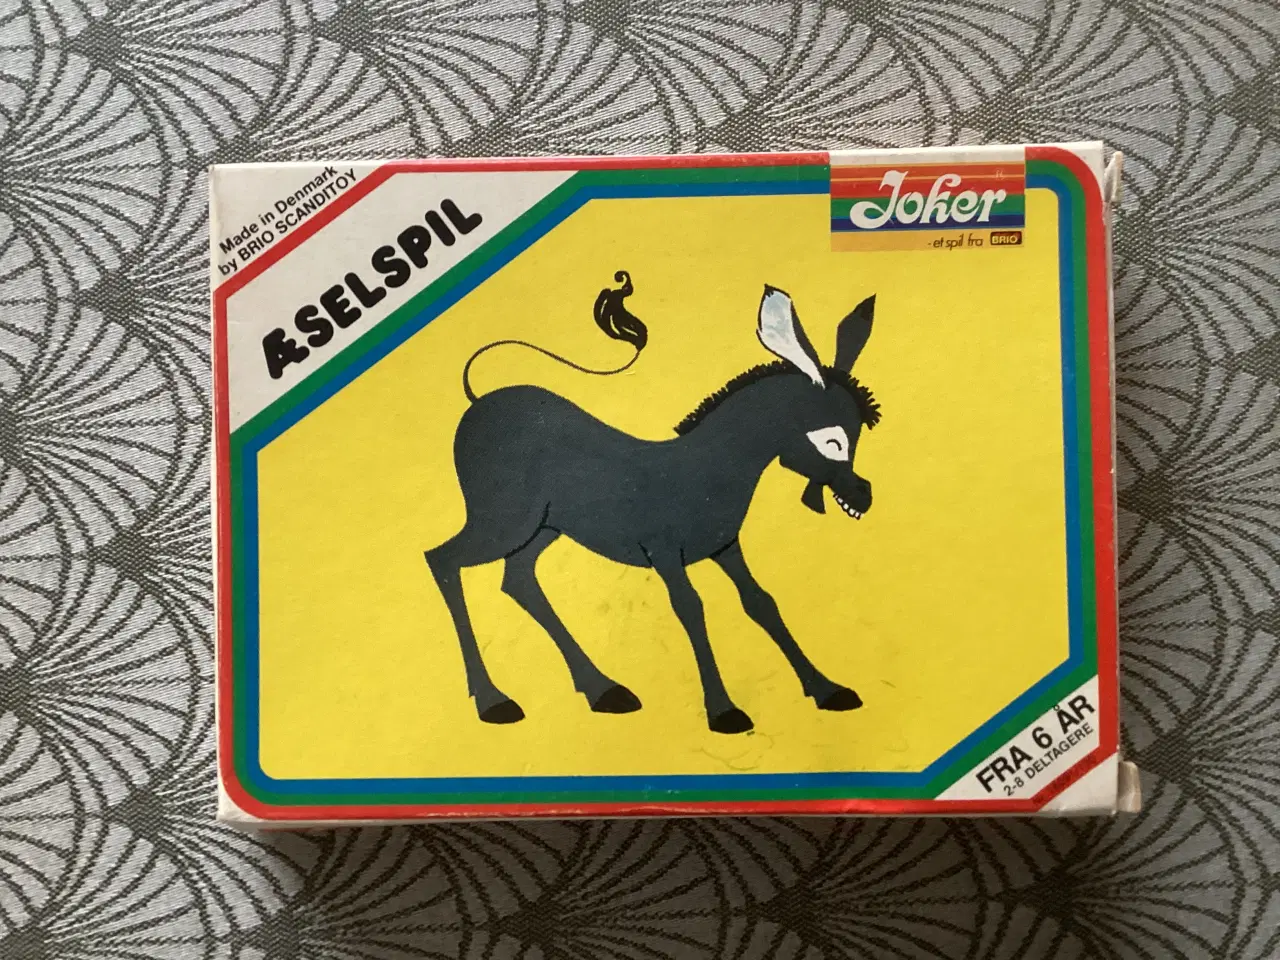 Made in Denmark
by BRIO SCANDITOY
ÆSELSPIL
Joker
- et spil fra BRIO
FRA 6 ÅR
2-8 DELTAGERE